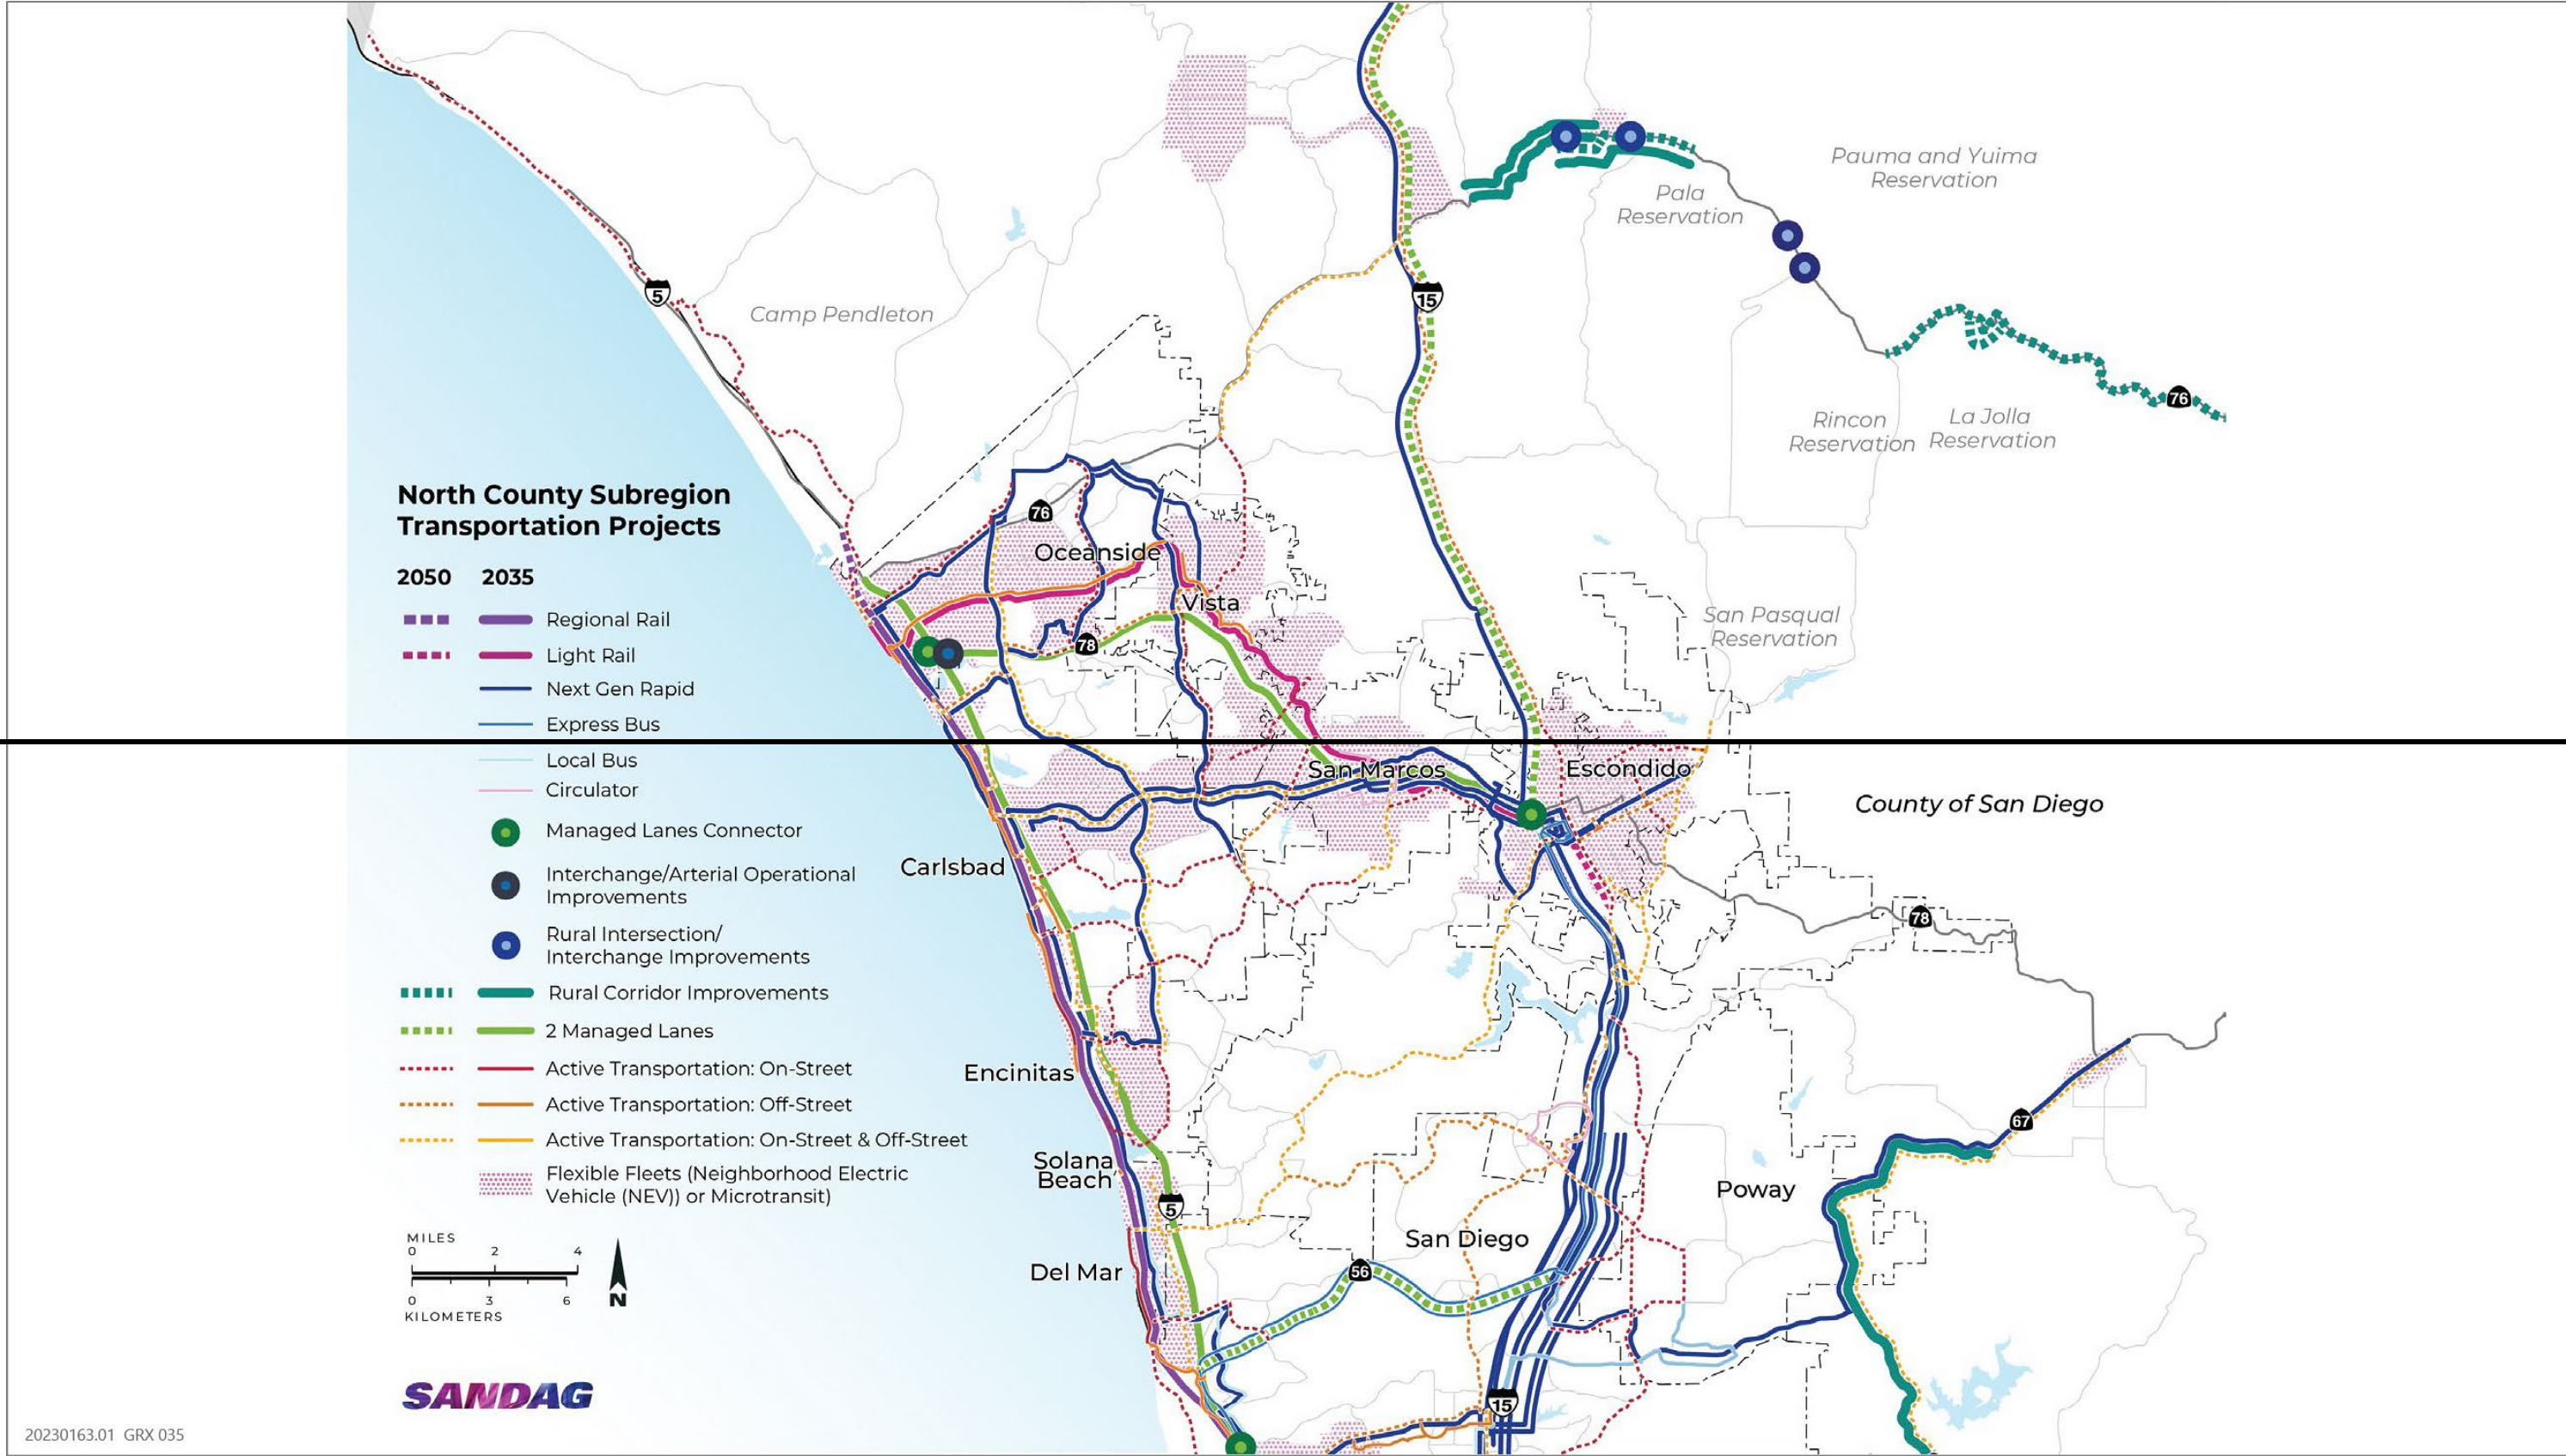 Pauma and Yuima
Reservation
Pala
Reservation
5
15
Camp Pendleton
76
Rincon
Reservation
La Jolla
Reservation
North County Subregion
Transportation Projects
76
Oceanside
2050 2035
Vista
San Pasqual
Reservation
78
Regional Rail
Light Rail
Next Gen Rapid
Express Bus
Local Bus
Circulator
Managed Lanes Connector
Interchange/Arterial Operational
Improvements
Rural Intersection/
Interchange Improvements
Rural Corridor Improvements
2 Managed Lanes
Active Transportation: On-Street
Active Transportation: Off-Street
Active Transportation: On-Street & Off-Street
Flexible Fleets (Neighborhood Electric
Vehicle (NEV)) or Microtransit)
San Marcos
Escondido
County of San Diego
Carlsbad
78
Encinitas
67
Solana
Beach
5
Poway
San Diego
Del Mar
56
15
MILES
0 2 4
0 3 6
KILOMETERS
N
SANDAG
20230163.01 GRX 035